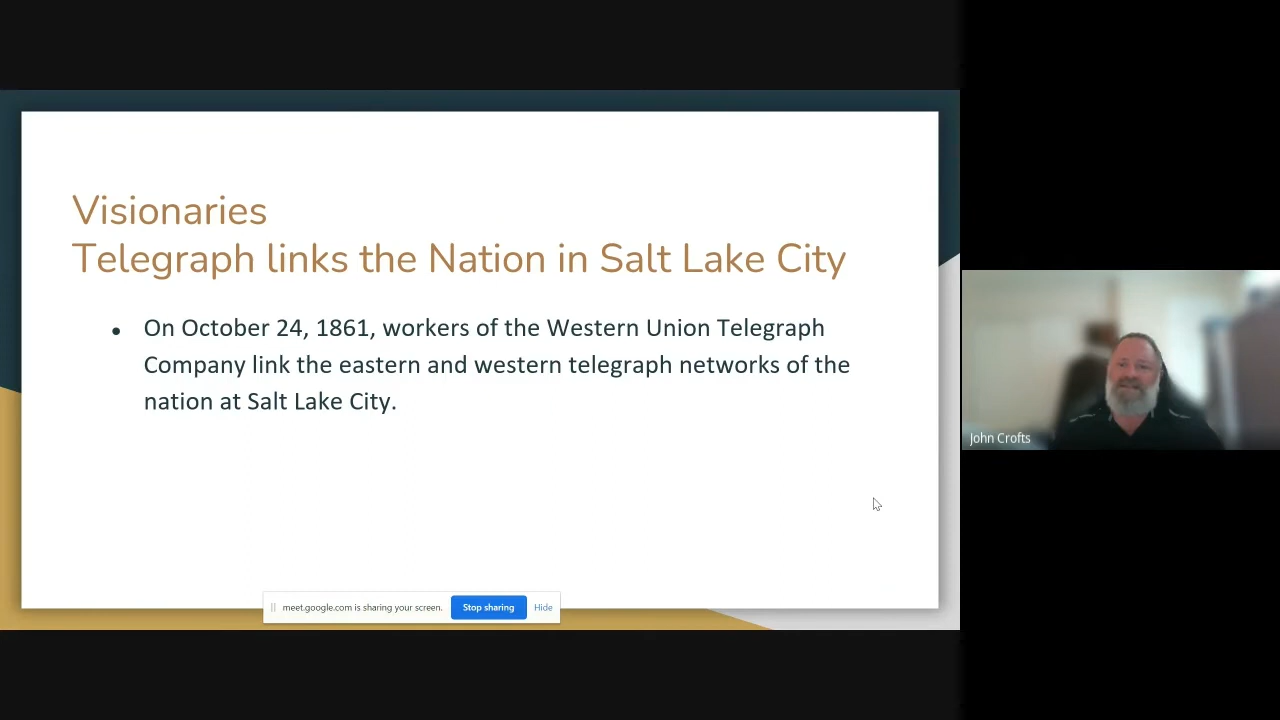 Visionaries
Telegraph links the Nation in Salt Lake City
● On October 24, 1861, workers of the Western Union Telegraph
Company link the eastern and western telegraph networks of the
nation at Salt Lake City.
John Crofts
meet.google.com is sharing your screen. Stop sharing Hide